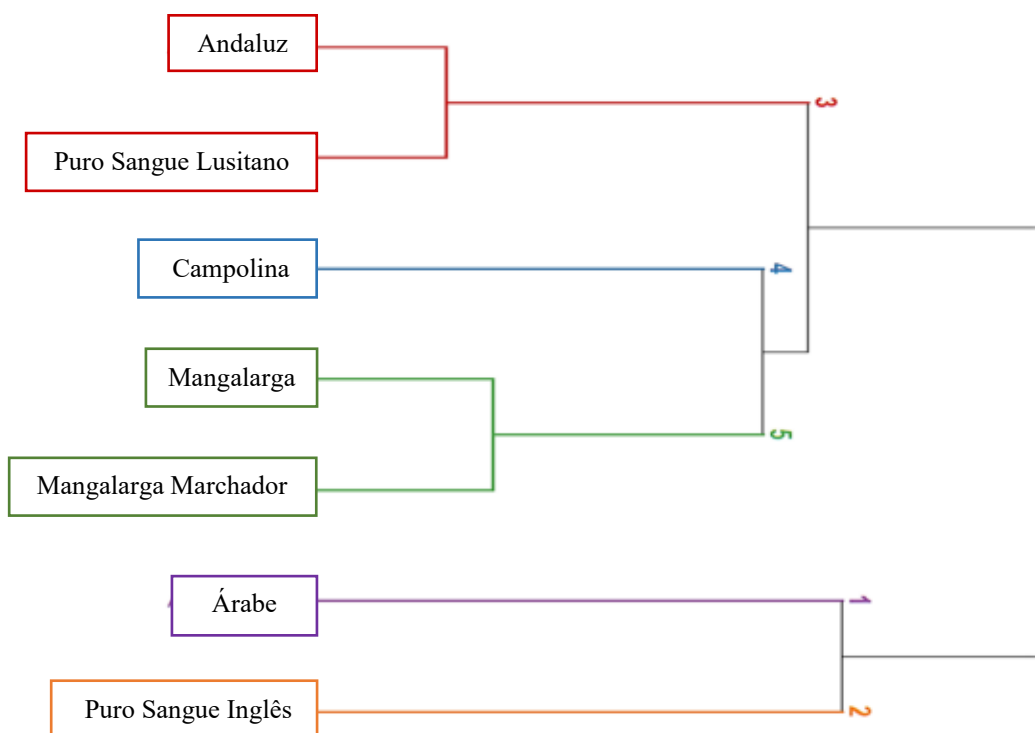 Andaluz
3
Puro Sangue Lusitano
Campolina
4
Mangalarga
5
Mangalarga Marchador
Árabe
1
Puro Sangue Inglês
2